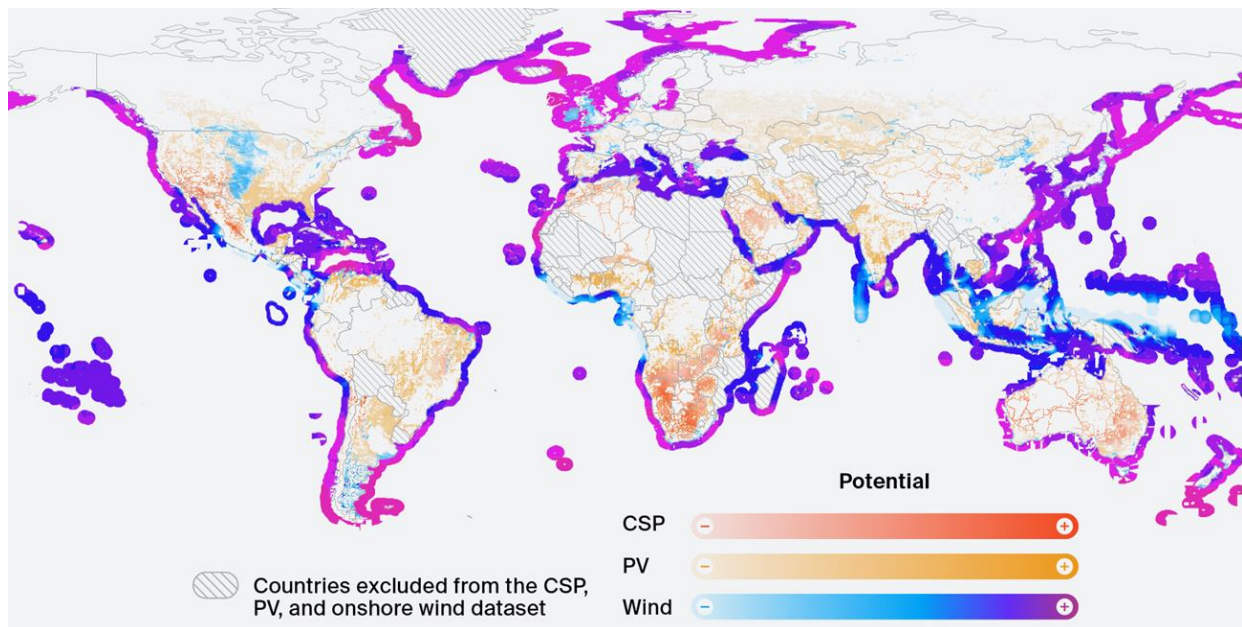 Potential
CSP
− +
PV
− +
Wind
− +
Countries excluded from the CSP,
PV, and onshore wind dataset